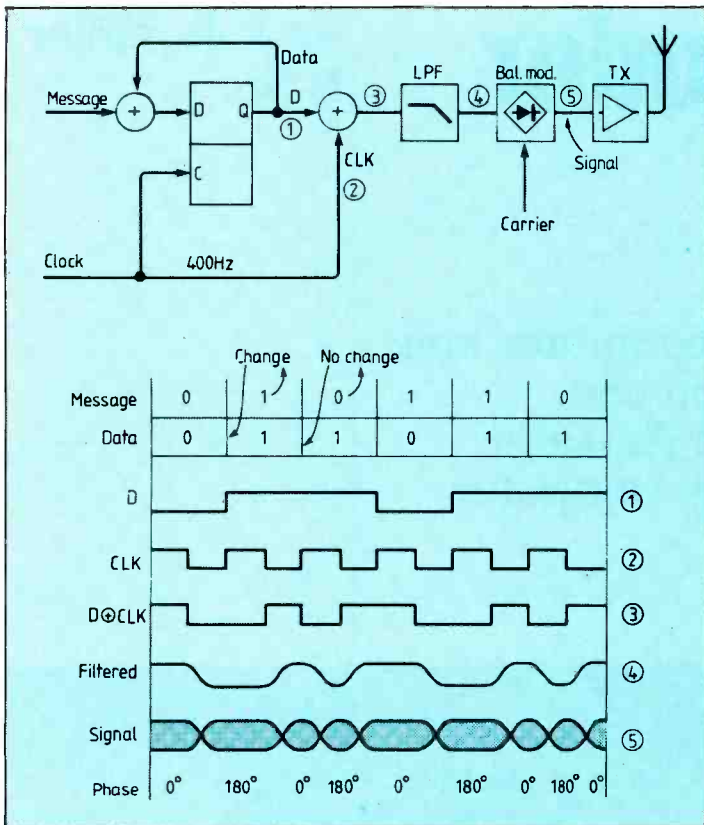 Data
LPF
Bal. mod.
TX
Message
+
D
Q
D
+
③
④
⑤
①
C
CLK
②
Signal
Carrier
Clock
400Hz
Change
No change
Message 0 1 0 1 1 0
Data 0 1 1 0 1 1
D ①
CLK ②
D⊕CLK ③
Filtered ④
Signal ⑤
Phase 0° 180° 0° 180° 0° 180° 0° 180° 0°